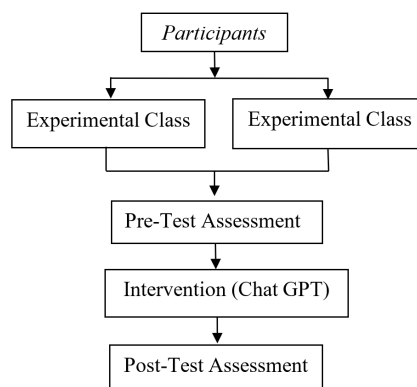 Participants
Experimental Class
Experimental Class
Pre-Test Assessment
Intervention (Chat GPT)
Post-Test Assessment